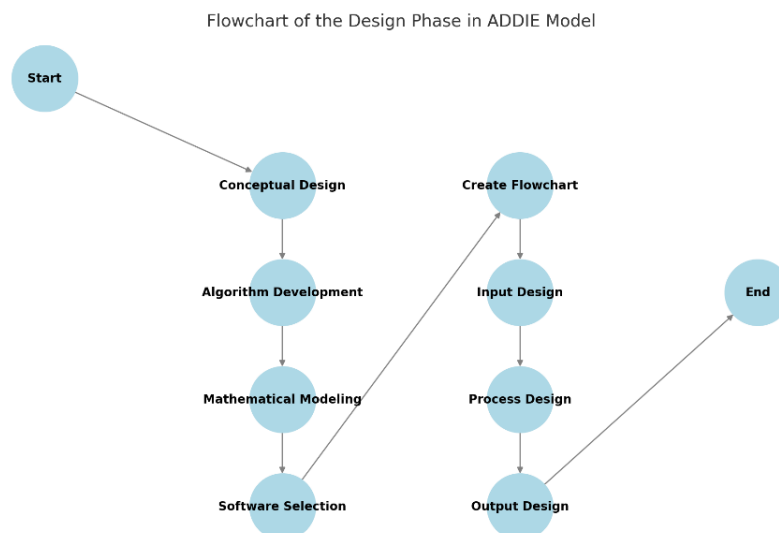 Flowchart of the Design Phase in ADDIE Model
Start
Conceptual Design
Algorithm Development
Mathematical Modeling
Software Selection
Create Flowchart
Input Design
Process Design
Output Design
End